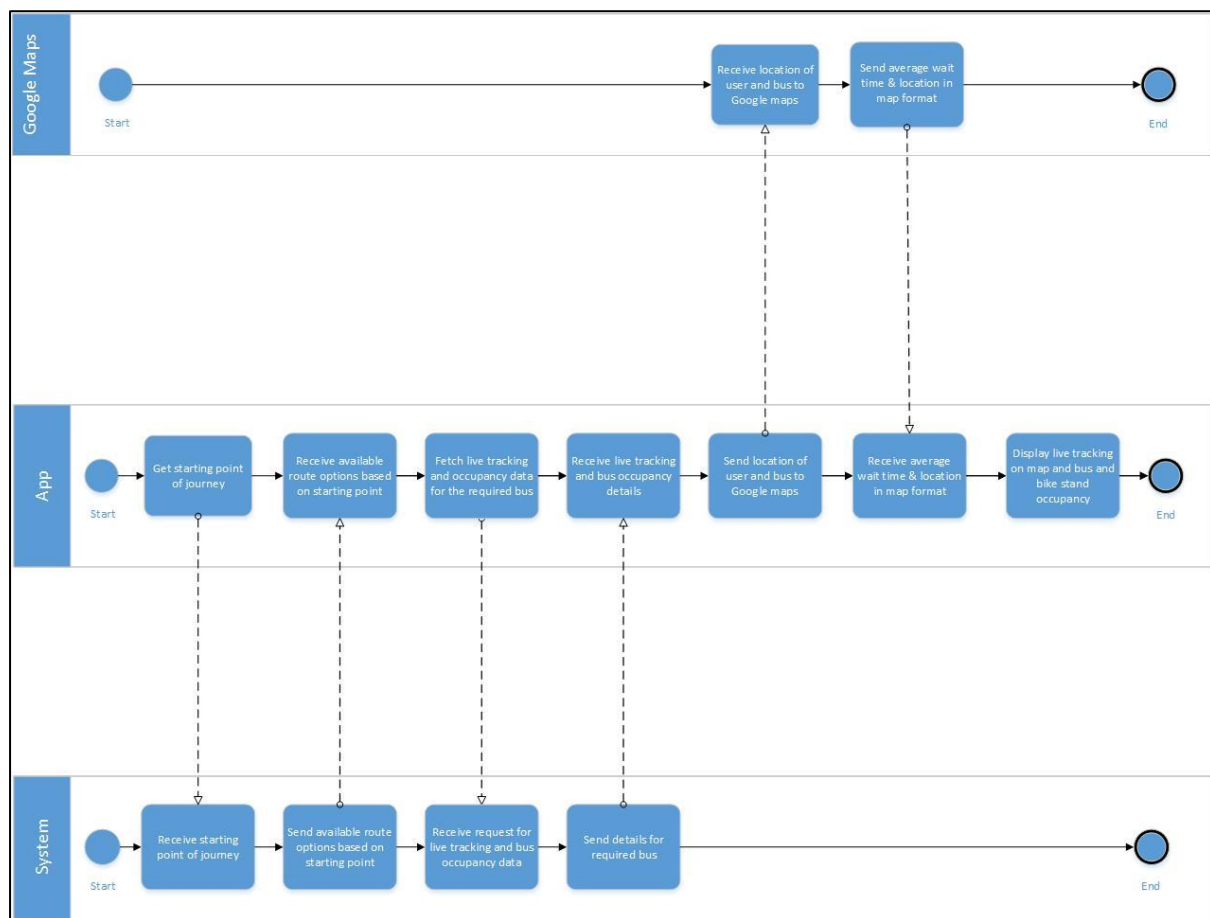 Google Maps
Start
Receive location of
user and bus to
Google maps
Send average wait
time & location in
map format
End
App
Start
Get starting point
of journey
Receive available
route options based
on starting point
Fetch live tracking
and occupancy data
for the required bus
Receive live tracking
and bus occupancy
details
Send location of
user and bus to
Google maps
Receive average
wait time & location
in map format
Display live tracking
on map and bus and
bike stand
occupancy
End
System
Start
Receive starting
point of journey
Send available route
options based on
starting point
Receive request for
live tracking and bus
occupancy data
Send details for
required bus
End